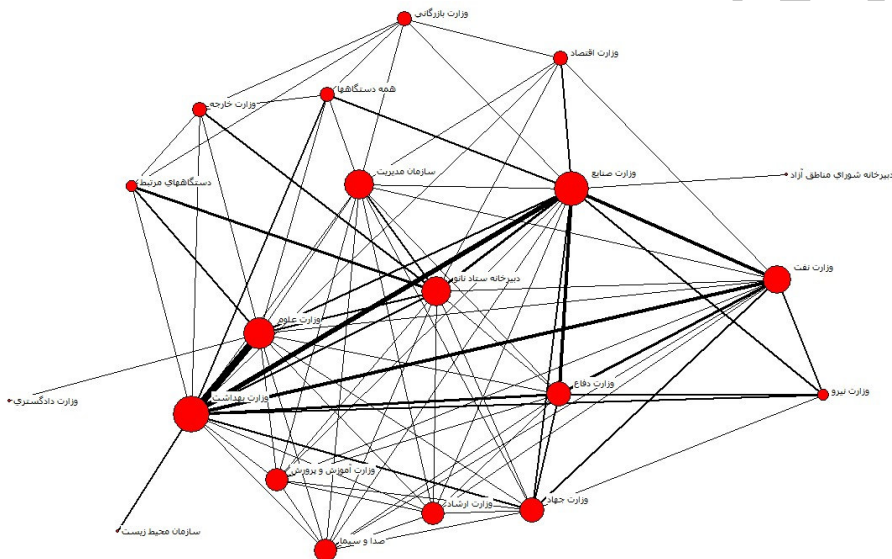 وزارت بازرگانی
وزارت اقتصاد
همه دستگاهها
وزارت خارجه
سازمان مدیریت
وزارت صنایع
دبیرخانه شورای مناطق آزاد
دستگاههای مرتبط
وزارت نفت
دبیرخانه ستاد نانو
وزارت علوم
وزارت دفاع
وزارت نیرو
وزارت بهداشت
وزارت دادگستری
وزارت آموزش و پرورش
وزارت جهاد
وزارت ارشاد
سازمان محیط زیست
صدا و سیما